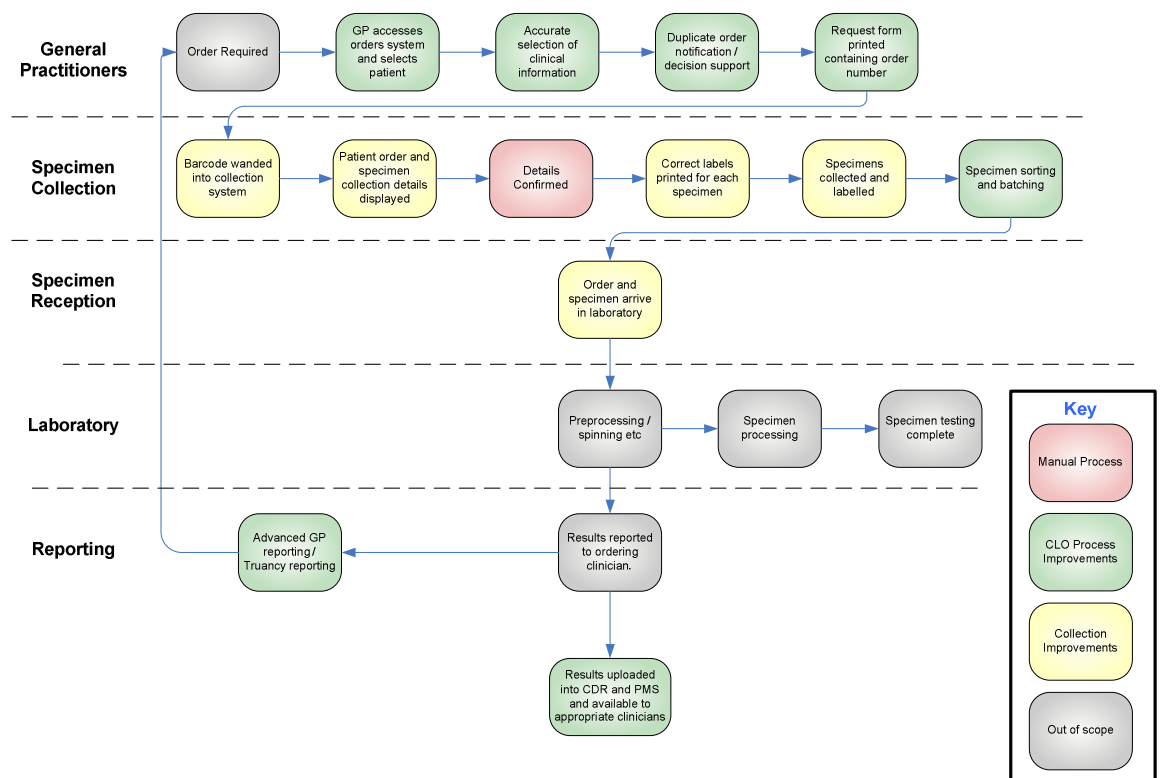 General
Practitioners
Order Required
GP accesses
orders system
and selects
patient
Accurate
selection of
clinical
information
Duplicate order
notification /
decision support
Request form
printed
containing order
number
Specimen
Collection
Barcode wanded
into collection
system
Patient order and
specimen
collection details
displayed
Details
Confirmed
Correct labels
printed for each
specimen
Specimens
collected and
labelled
Specimen sorting
and batching
Specimen
Reception
Order and
specimen arrive
in laboratory
Laboratory
Preprocessing /
spinning etc
Specimen
processing
Specimen testing
complete
Reporting
Advanced GP
reporting /
Truancy reporting
Results reported
to ordering
clinician.
Results uploaded
into CDR and PMS
and available to
appropriate clinicians
Key
Manual Process
CLO Process
Improvements
Collection
Improvements
Out of scope